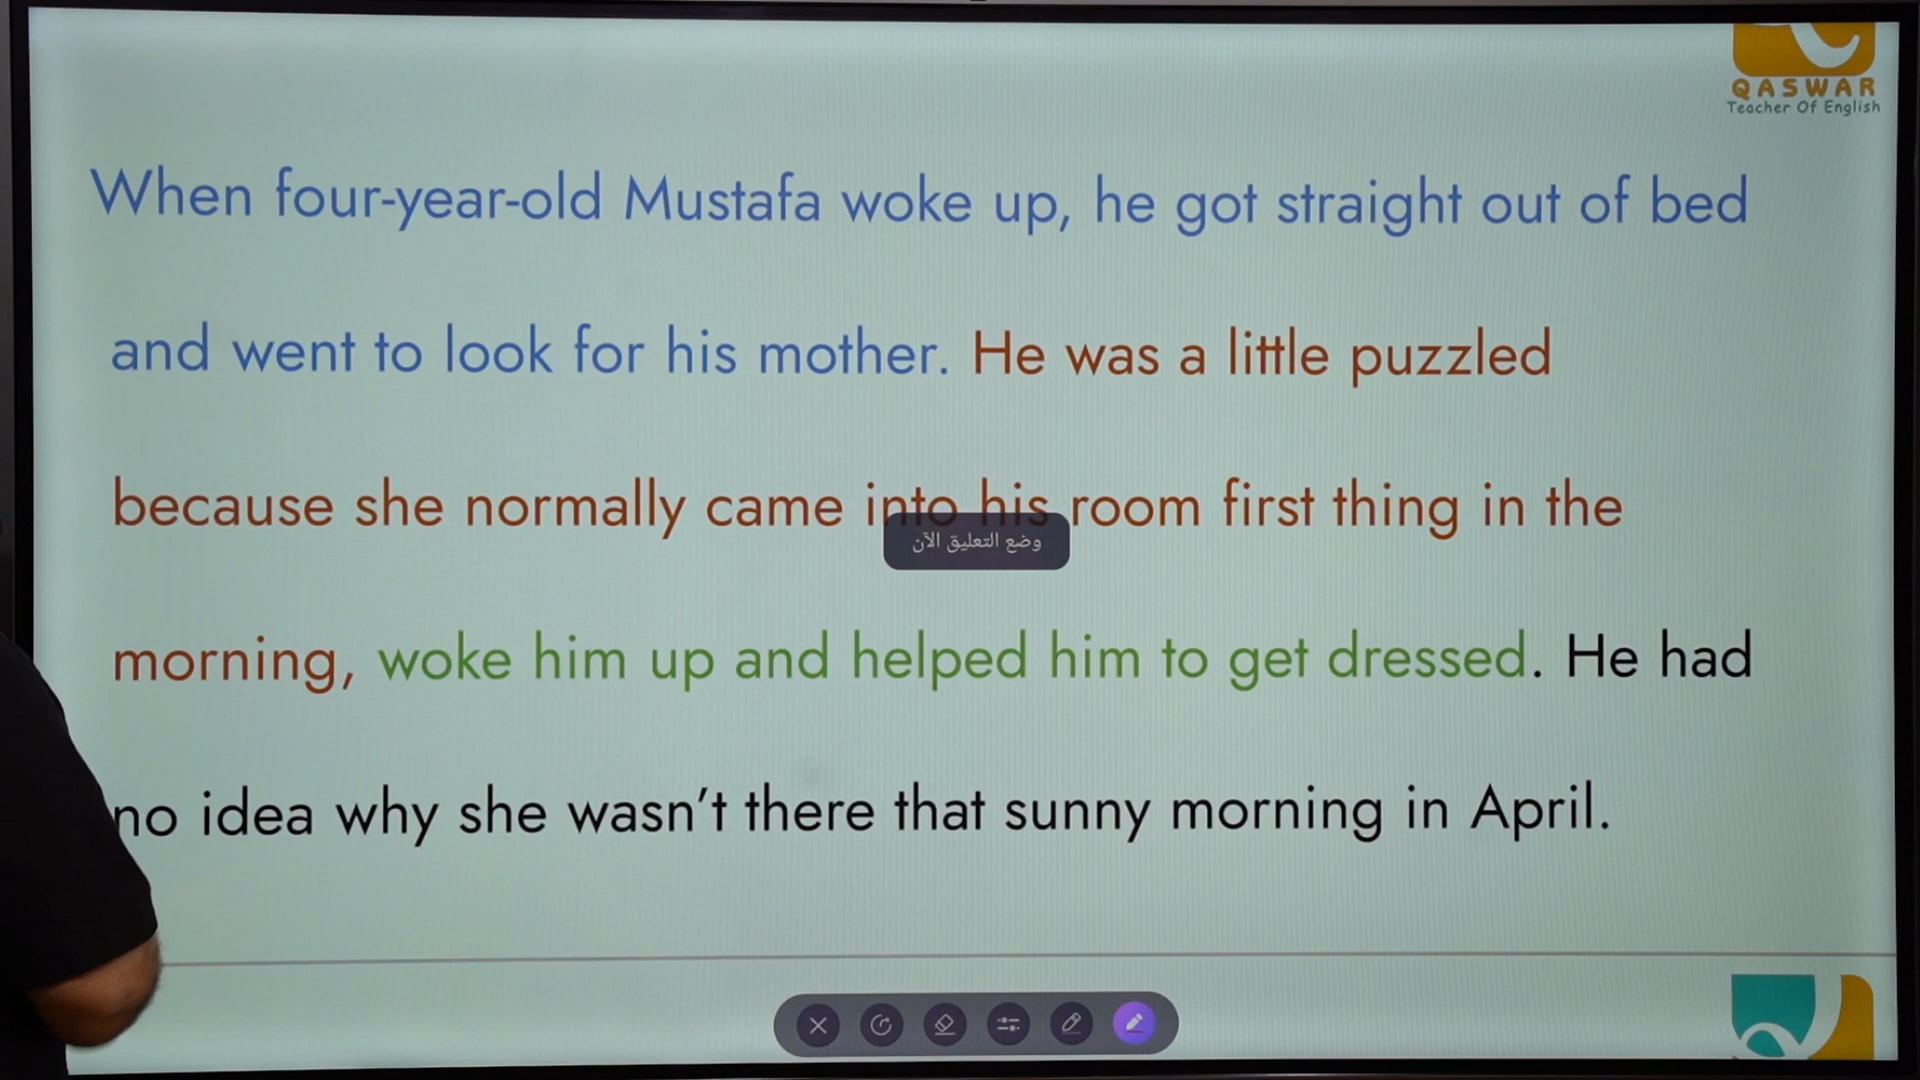 QASWAR
Teacher Of English
When four-year-old Mustafa woke up, he got straight out of bed
and went to look for his mother. He was a little puzzled
because she normally came into his room first thing in the
وضع التعليق الآن
morning, woke him up and helped him to get dressed. He had
no idea why she wasn't there that sunny morning in April.